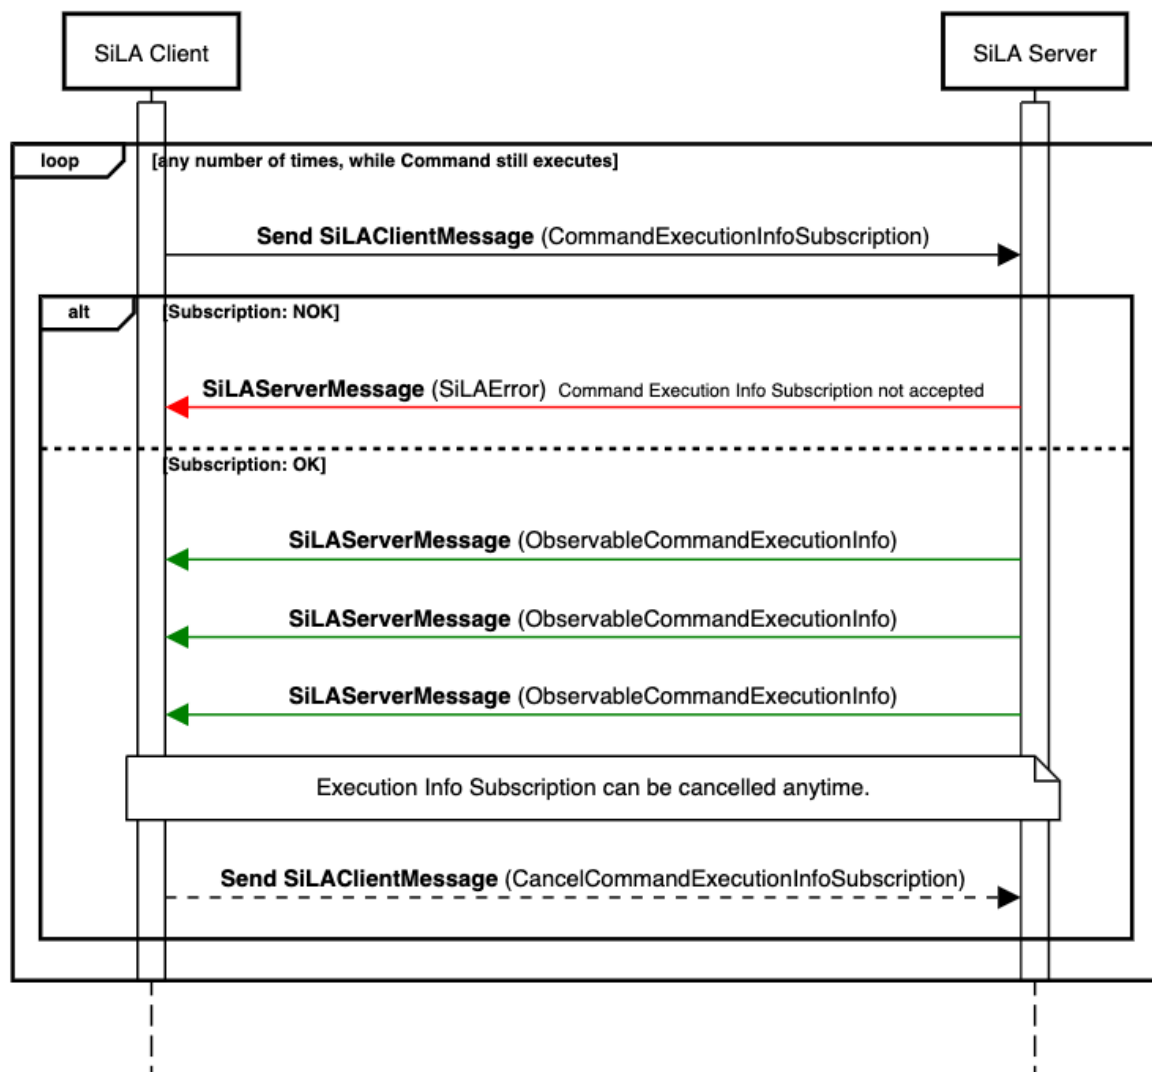 SiLA Client
SiLA Server
loop
[any number of times, while Command still executes]
Send SiLAClientMessage (CommandExecutionInfoSubscription)
alt
[Subscription: NOK]
SiLAServerMessage (SiLAError) Command Execution Info Subscription not accepted
[Subscription: OK]
SiLAServerMessage (ObservableCommandExecutionInfo)
SiLAServerMessage (ObservableCommandExecutionInfo)
SiLAServerMessage (ObservableCommandExecutionInfo)
Execution Info Subscription can be cancelled anytime.
Send SiLAClientMessage (CancelCommandExecutionInfoSubscription)